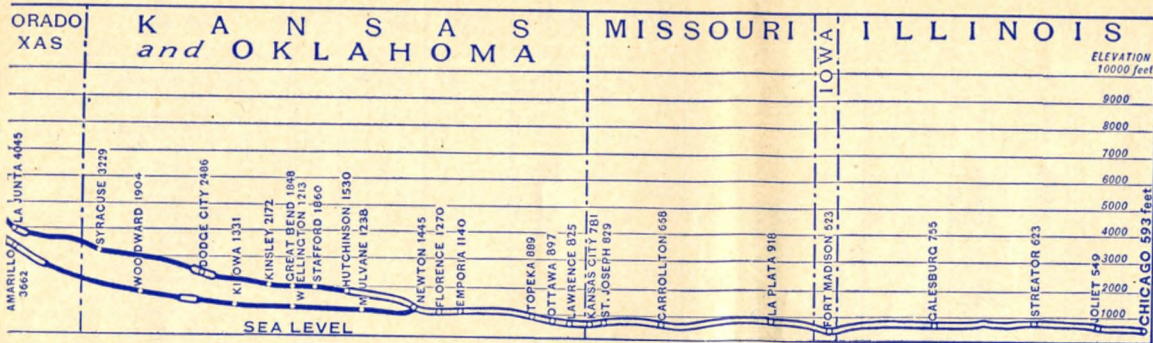 ORADO
XAS
KANSAS
and OKLAHOMA
MISSOURI
IOWA
ILLINOIS
ELEVATION
10000 feet
9000
8000
7000
6000
5000
4000
3000
2000
1000
LA JUNTA 4045
AMARILLO
3662
SYRACUSE 3229
WOODWARD 1904
DODGE CITY 2486
KIOWA 1331
KINSLEY 2172
GREAT BEND 1848
WELLINGTON 1213
STAFFORD 1860
HUTCHINSON 1530
MULVANE 1238
NEWTON 1445
FLORENCE 1270
EMPORIA 1140
TOPEKA 889
OTTAWA 897
LAWRENCE 825
KANSAS CITY 781
ST. JOSEPH 829
CARROLLTON 668
LA PLATA 918
FORT MADISON 523
GALESBURG 755
STREATOR 623
JOLIET 540
CHICAGO 593 feet
SEA LEVEL